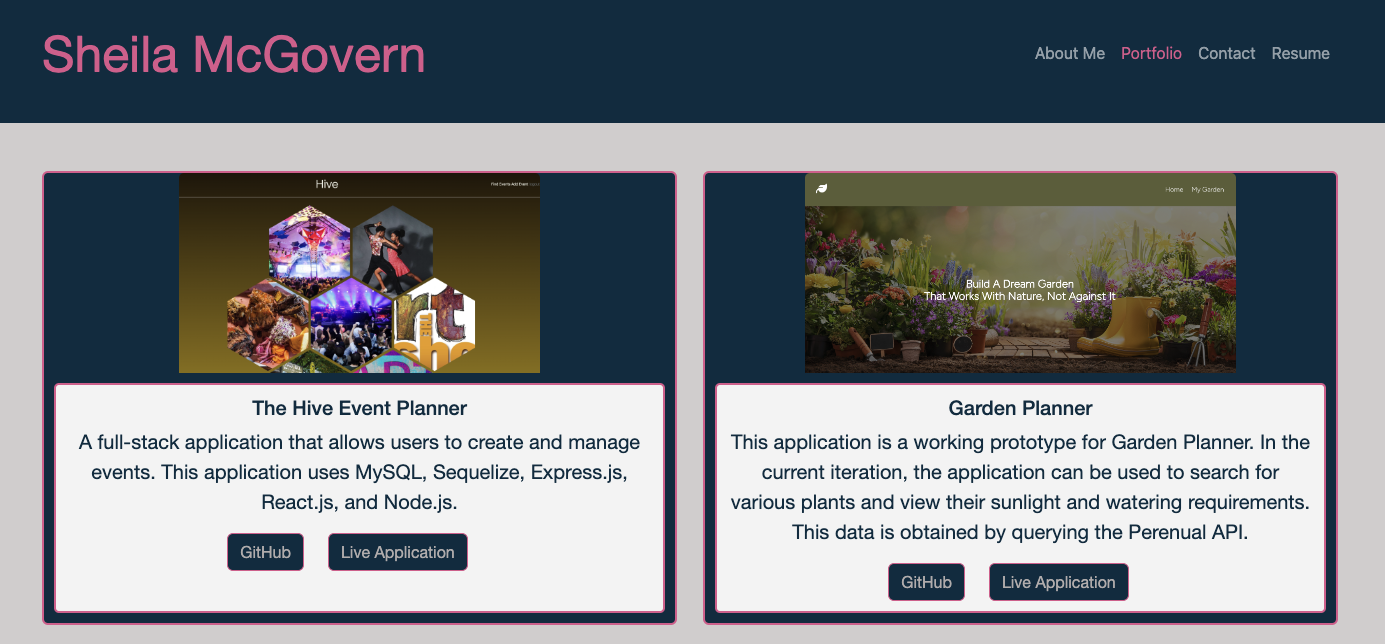 Sheila McGovern
About Me Portfolio Contact Resume
Hive
Find Events Add Event
Home My Garden
Build A Dream Garden
That Works With Nature, Not Against It
The Hive Event Planner
A full-stack application that allows users to create and manage
events. This application uses MySQL, Sequelize, Express.js,
React.js, and Node.js.
GitHub Live Application
Garden Planner
This application is a working prototype for Garden Planner. In the
current iteration, the application can be used to search for
various plants and view their sunlight and watering requirements.
This data is obtained by querying the Perenual API.
GitHub Live Application